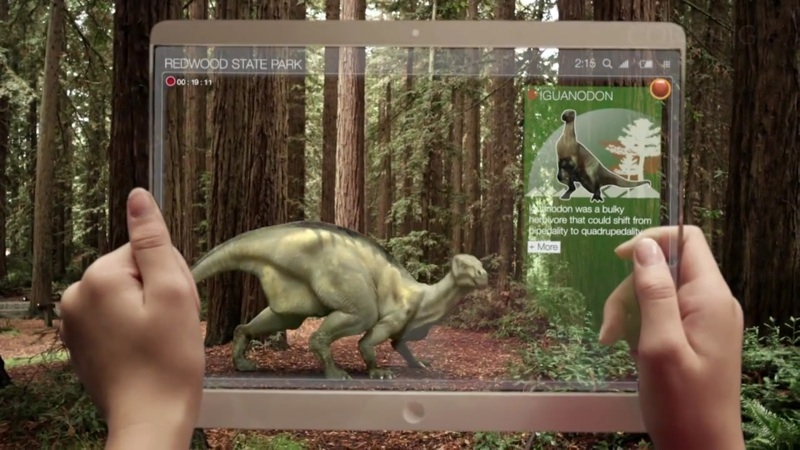 REDWOOD STATE PARK
2:15
00:19:11
IGUANODON
Iguanodon was a bulky
herbivore that could shift from
bipedality to quadrupedality
+ More